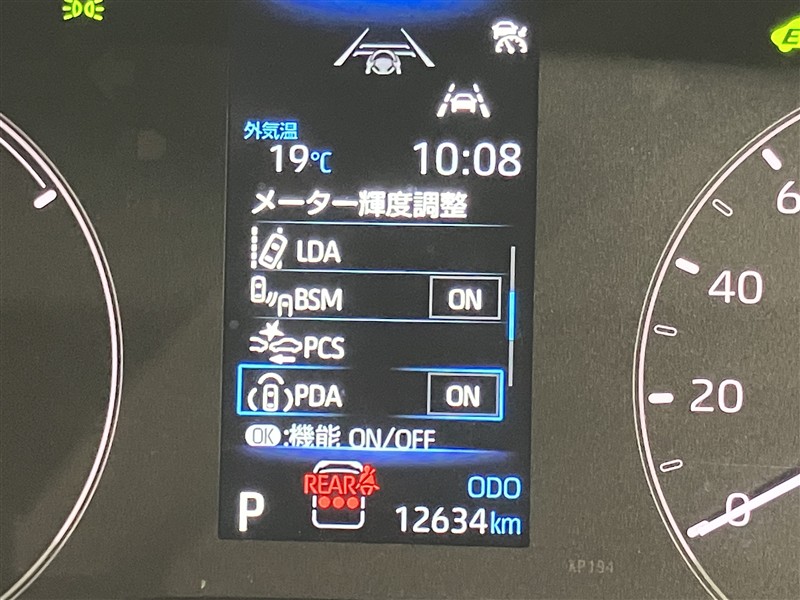 外気温
19℃ 10:08
メーター輝度調整
LDA
BSM ON
PCS
PDA ON
OK:機能 ON/OFF
REAR
ODO
P 12634km
6
40
20
0
E
KP194